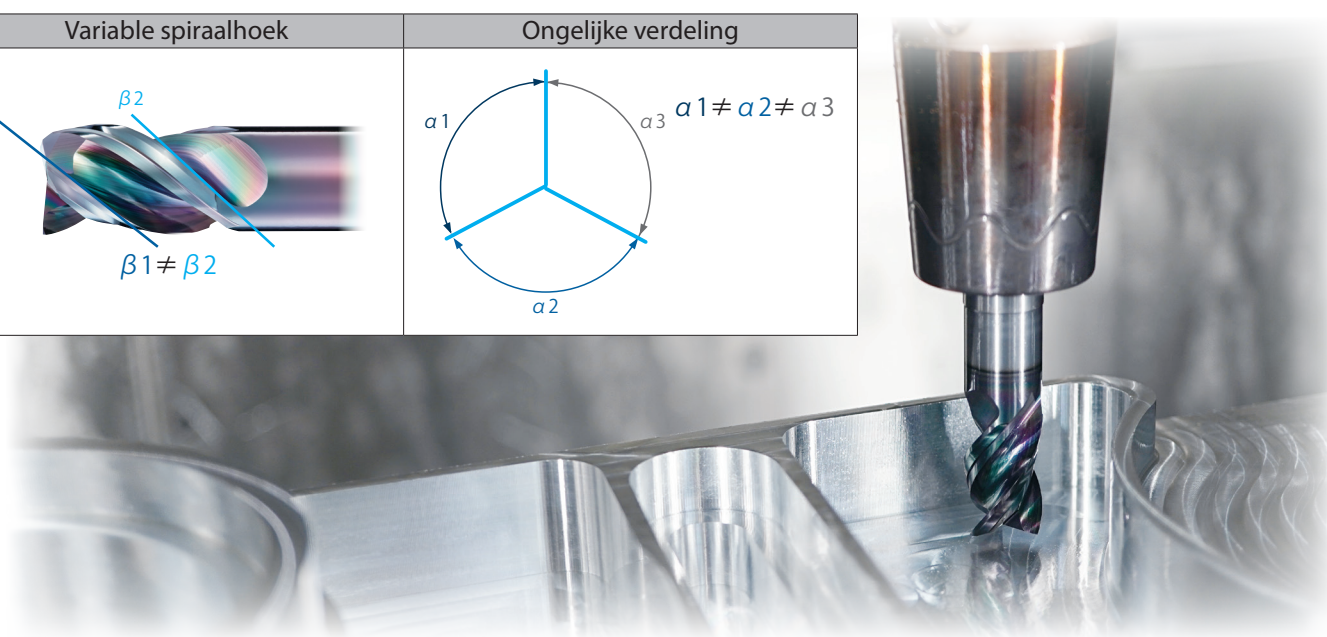 Variable spiraalhoek
Ongelijke verdeling
β2
β1≠β2
α1
α3
α1≠α2≠α3
α2